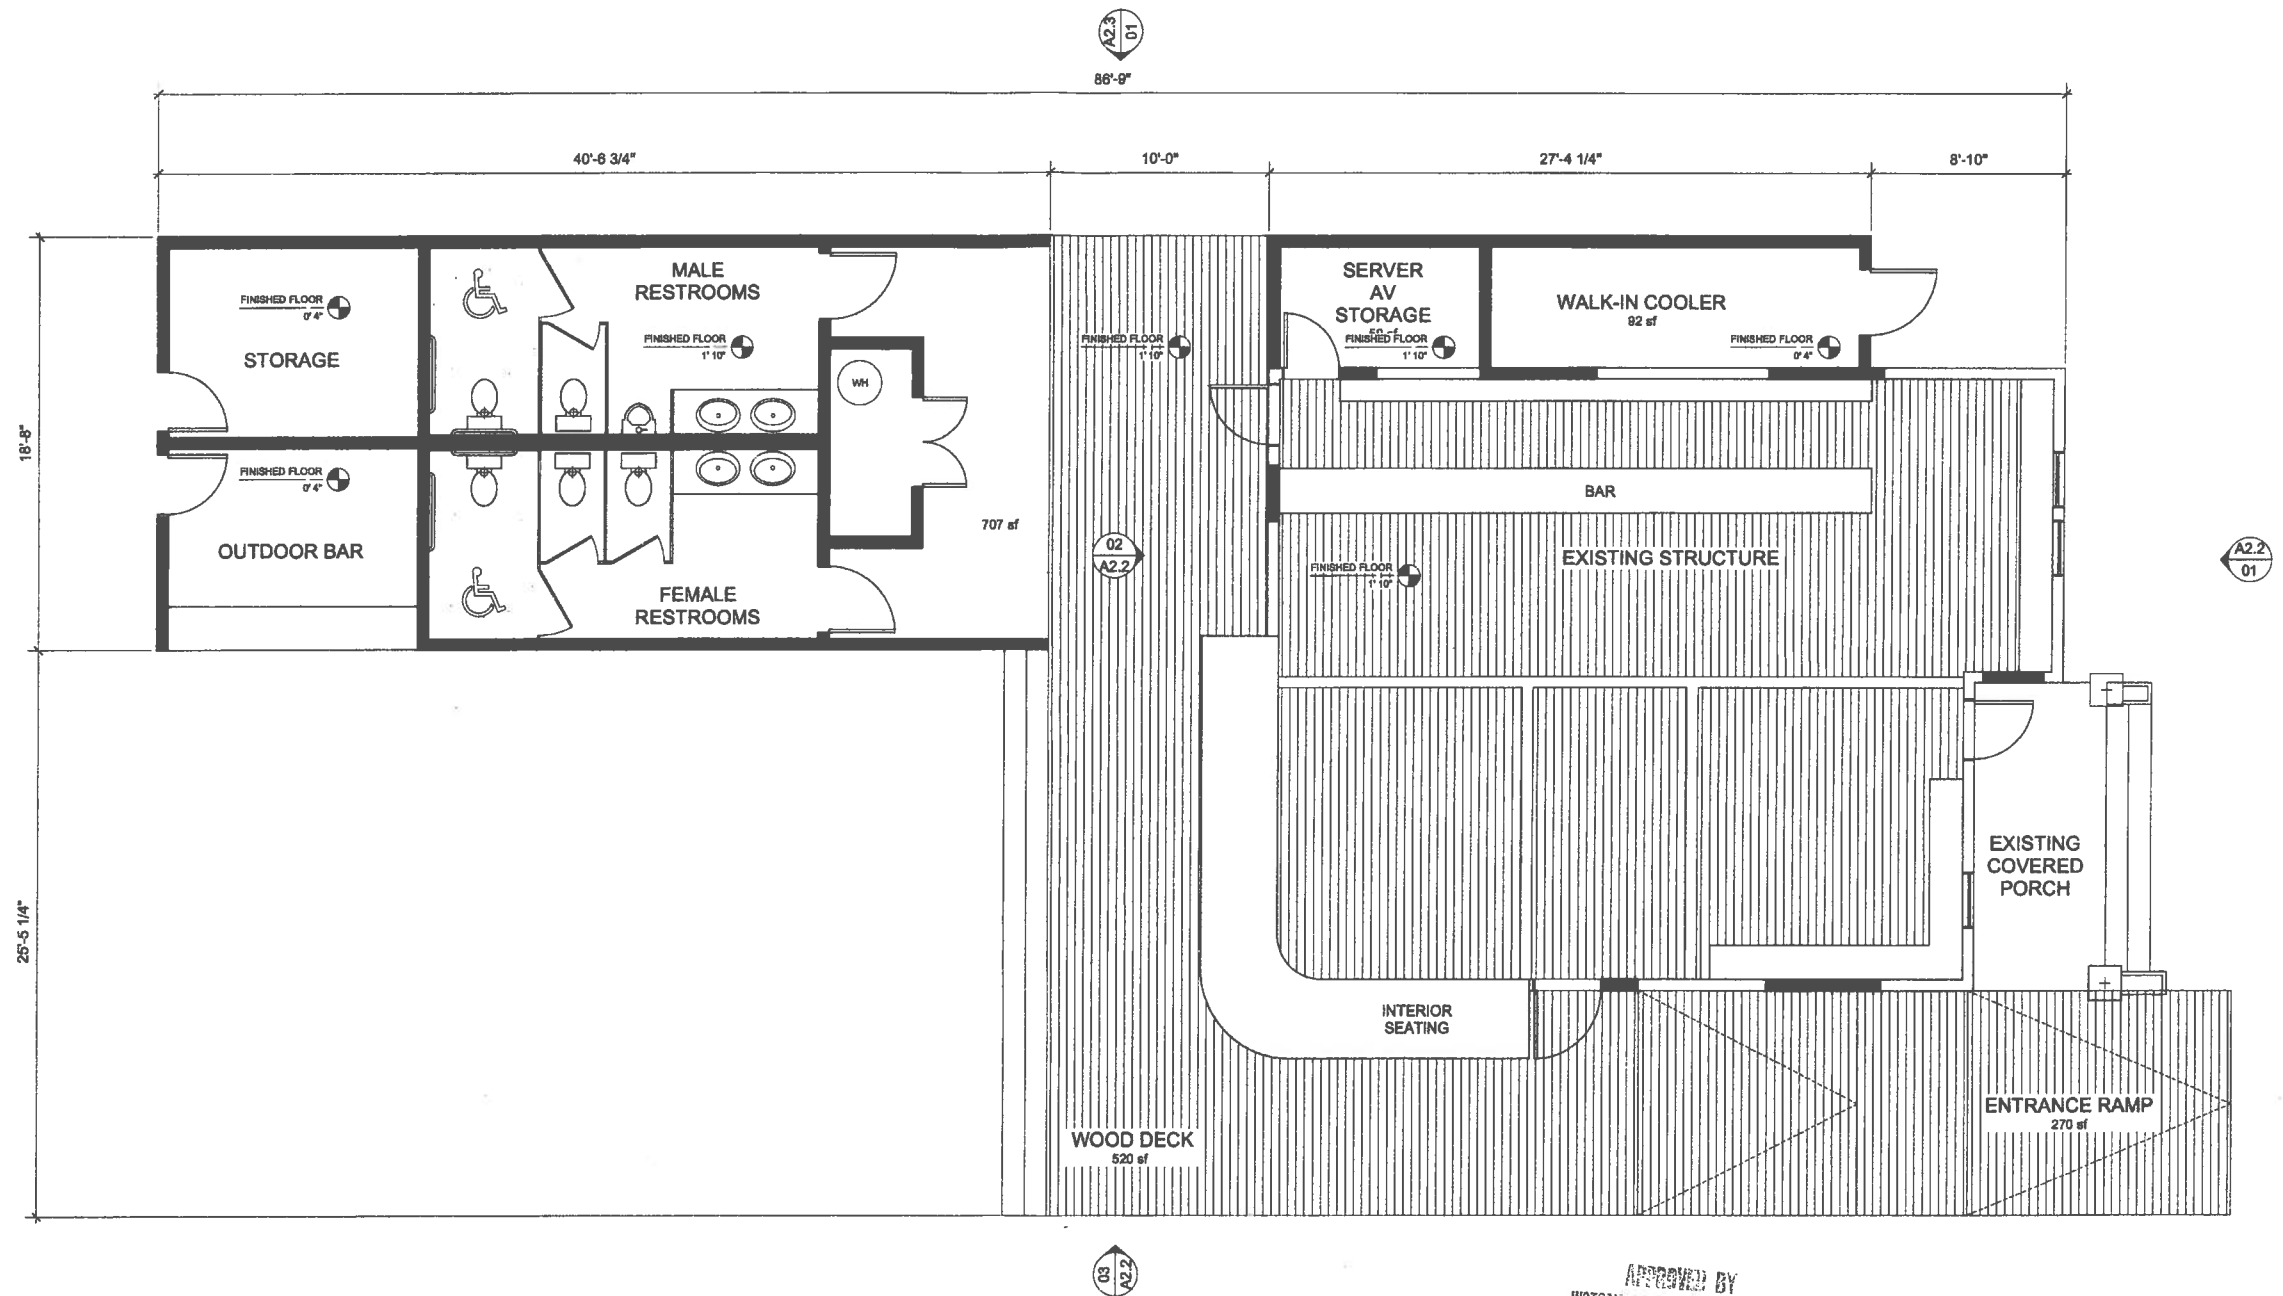 A2.3
01
86'-9"
40'-6 3/4"
10'-0"
27'-4 1/4"
8'-10"
18'-8"
25'-5 1/4"
FINISHED FLOOR
0' 4"
STORAGE
FINISHED FLOOR
0' 4"
OUTDOOR BAR
MALE
RESTROOMS
FINISHED FLOOR
1' 10"
WH
FEMALE
RESTROOMS
707 sf
FINISHED FLOOR
1' 10"
02
A2.2
SERVER
AV
STORAGE
FINISHED FLOOR
1' 10"
WALK-IN COOLER
92 sf
FINISHED FLOOR
0' 4"
BAR
EXISTING STRUCTURE
FINISHED FLOOR
1' 10"
A2.2
01
EXISTING
COVERED
PORCH
INTERIOR
SEATING
WOOD DECK
520 sf
ENTRANCE RAMP
270 sf
03
A2.2
APPROVED BY